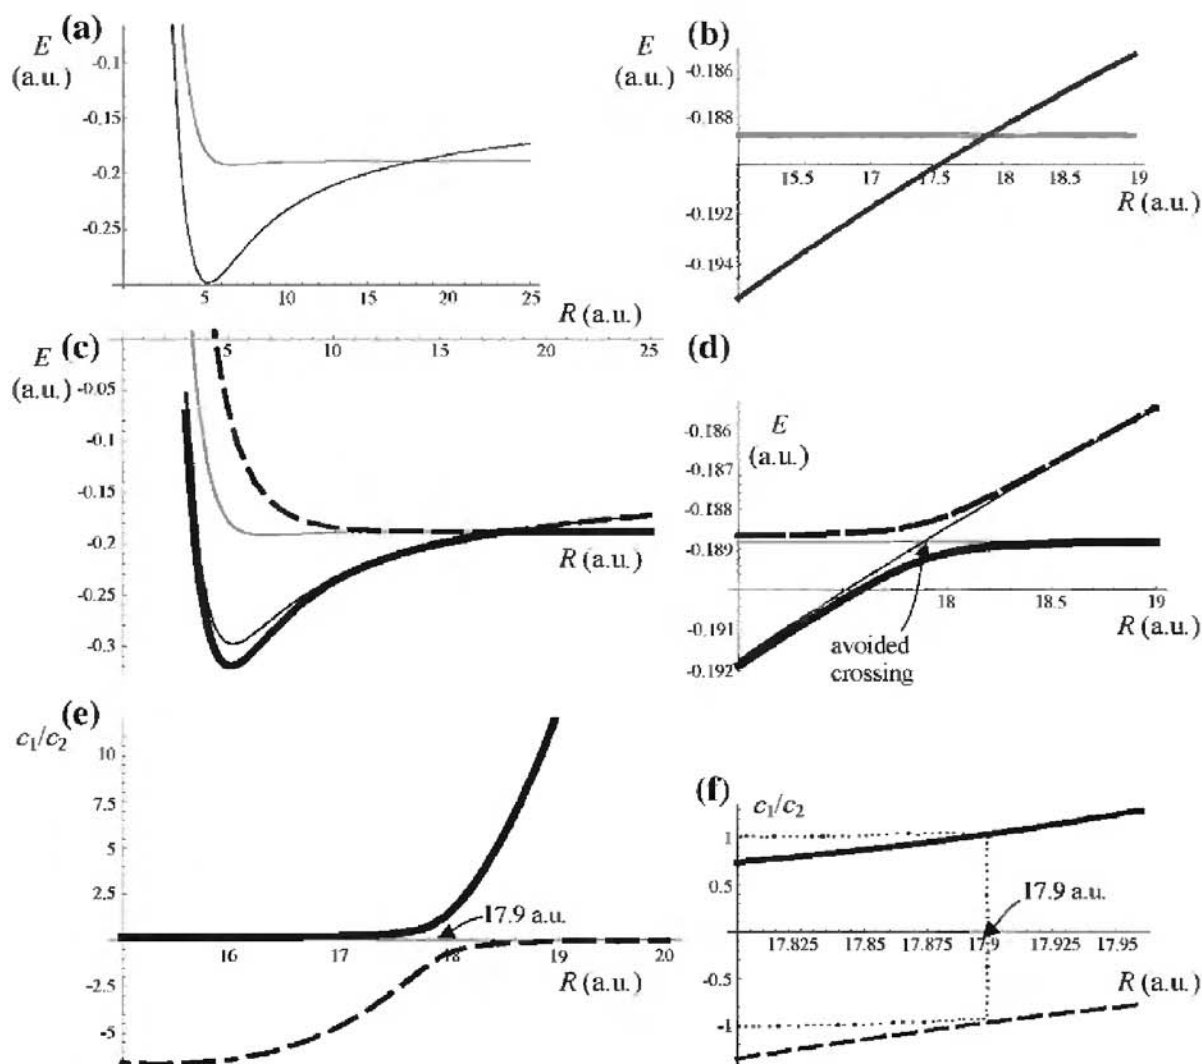 (a)
E
(a.u.)
-0.1
-0.15
-0.2
-0.25
5 10 15 20 25
R (a.u.)
(b)
E
(a.u.)
-0.186
-0.188
-0.192
-0.194
15.5 17 17.5 18 18.5 19
R (a.u.)
(c)
E
(a.u.)
-0.05
-0.1
-0.15
-0.2
-0.25
-0.3
5 10 15 20 25
R (a.u.)
(d)
E
(a.u.)
-0.186
-0.187
-0.188
-0.189
-0.191
-0.192
18 18.5 19
R (a.u.)
avoided
crossing
(e)
c1/c2
10
7.5
5
2.5
-2.5
-5
16 17 18 19 20
17.9 a.u.
R (a.u.)
(f)
c1/c2
1
0.5
-0.5
-1
17.9 a.u.
17.825 17.85 17.875 17.9 17.925 17.95
R (a.u.)